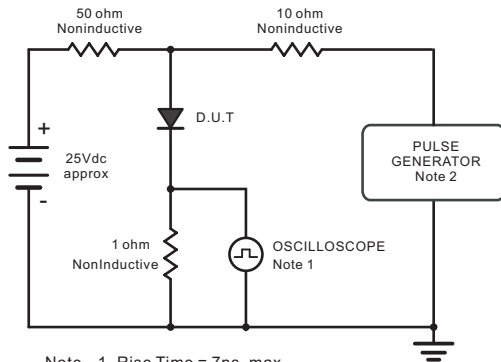 50 ohm
Noninductive
10 ohm
Noninductive
D.U.T
+
25Vdc
approx
-
PULSE
GENERATOR
Note 2
1 ohm
NonInductive
OSCILLOSCOPE
Note 1
Note 1. Rise Time = 7ns, max.